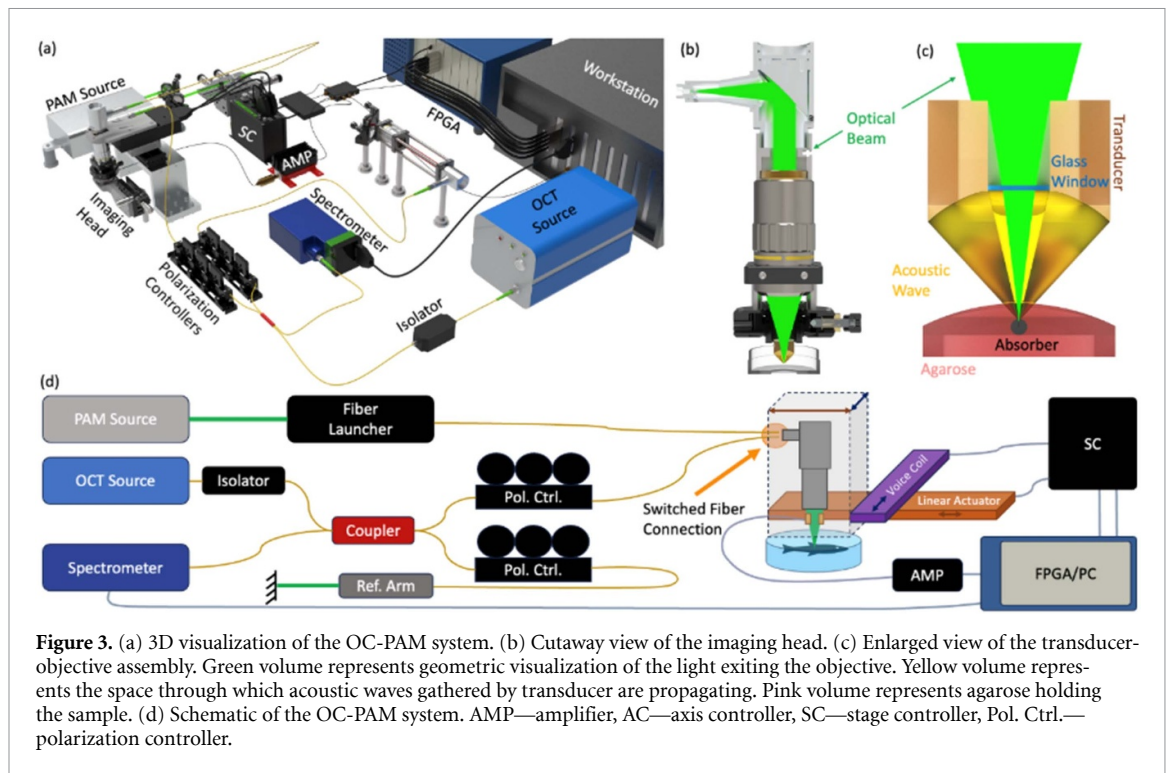 (a)
PAM Source
SC
AMP
FPGA
Workstation
Imaging
Head
Spectrometer
OCT
Source
Polarization
Controllers
Isolator
(b)
Optical
Beam
(c)
Transducer
Glass
Window
Acoustic
Wave
Absorber
Agarose
(d)
PAM Source
Fiber
Launcher
OCT Source
Isolator
Pol. Ctrl.
Coupler
Spectrometer
Pol. Ctrl.
Ref. Arm
Switched Fiber
Connection
Voice Coil
Linear Actuator
SC
AMP
FPGA/PC
Figure 3. (a) 3D visualization of the OC-PAM system. (b) Cutaway view of the imaging head. (c) Enlarged view of the transducer-
objective assembly. Green volume represents geometric visualization of the light exiting the objective. Yellow volume repres-
ents the space through which acoustic waves gathered by transducer are propagating. Pink volume represents agarose holding
the sample. (d) Schematic of the OC-PAM system. AMP—amplifier, AC—axis controller, SC—stage controller, Pol. Ctrl.—
polarization controller.